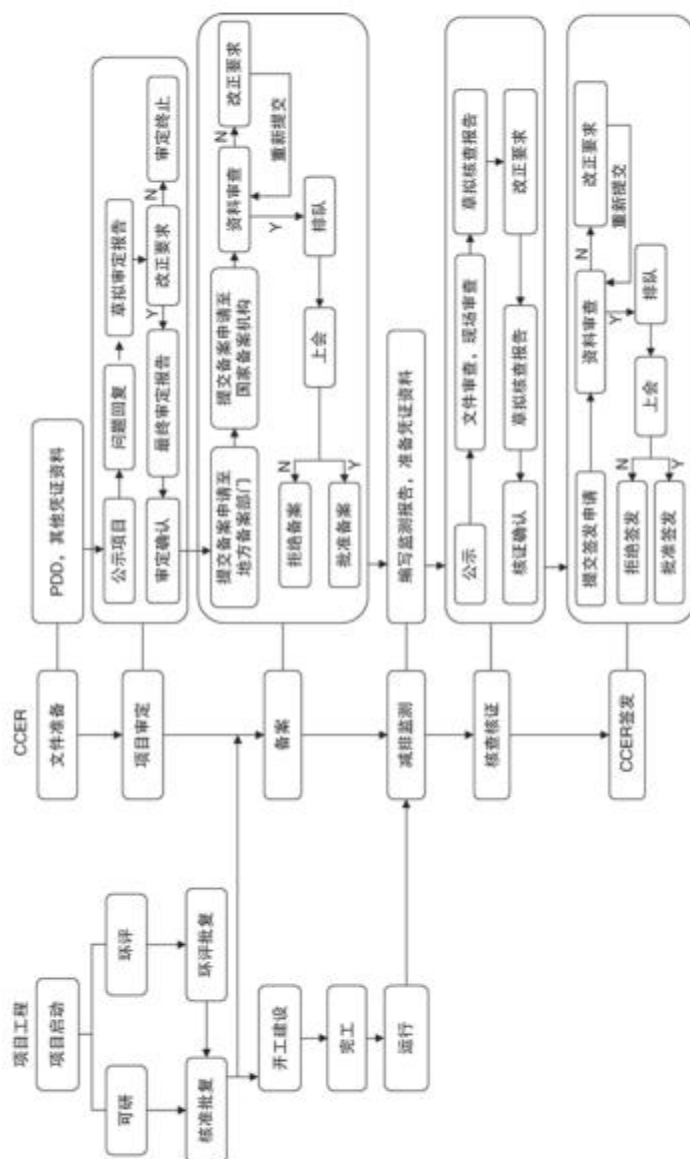 项目工程
项目启动
可研
环评
核准批复
环评批复
开工建设
完工
运行
CCER
文件准备
项目审定
备案
减排监测
核查核证
CCER签发
PDD，其他凭证资料
公示项目
问题回复
草拟审定报告
审定确认
最终审定报告
Y
改正要求
N
审定终止
提交备案申请至
地方备案部门
提交备案申请至
国家备案机构
资料审查
N
改正要求
重新提交
Y
排队
上会
N
拒绝备案
Y
批准备案
编写监测报告，准备凭证资料
公示
文件审查，现场审查
草拟核查报告
核证确认
草拟核查报告
改正要求
提交签发申请
资料审查
N
改正要求
重新提交
Y
排队
上会
N
拒绝签发
Y
批准签发